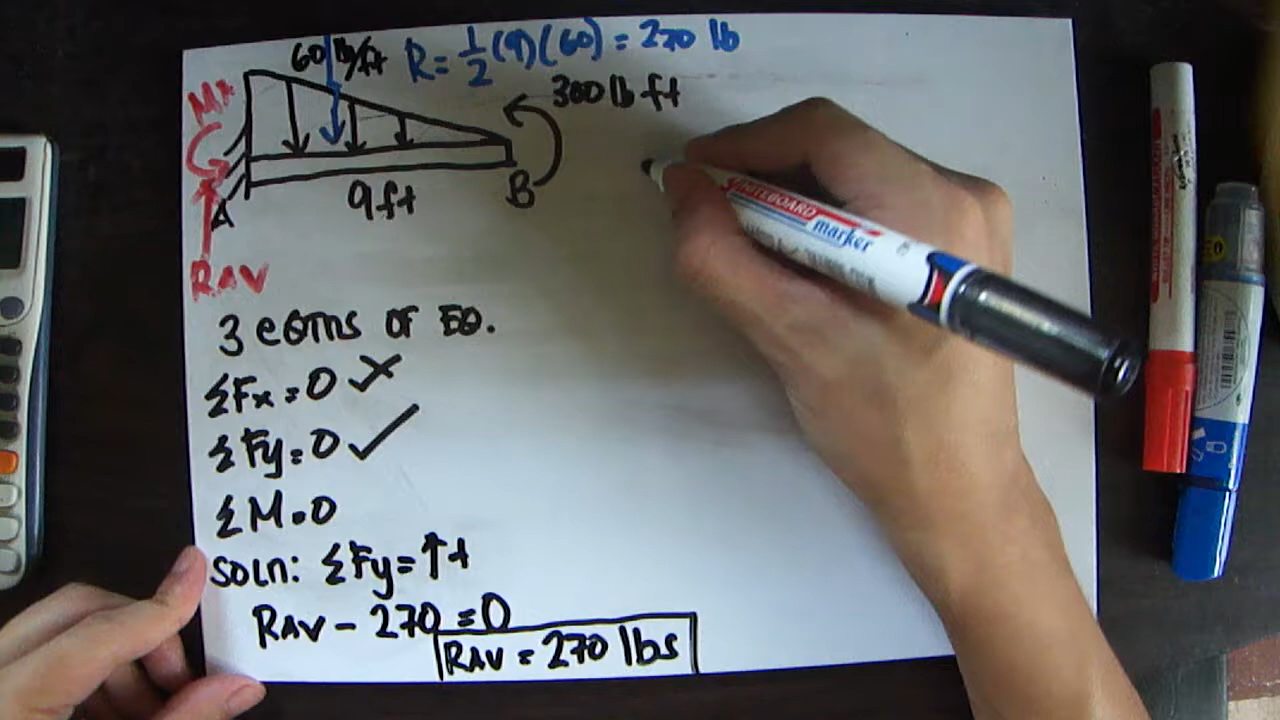 60 lb/ft R = 1/2 (9)(60) = 270 lb
300 lb ft
MA
9 ft
B
A
RAV
3 EQTNS OF EQ.
ΣFx = 0 ✗
ΣFy = 0 ✓
ΣM = 0
SOLN: ΣFy = ↑+
RAV - 270 = 0
RAV = 270 lbs
WHITEBOARD
marker